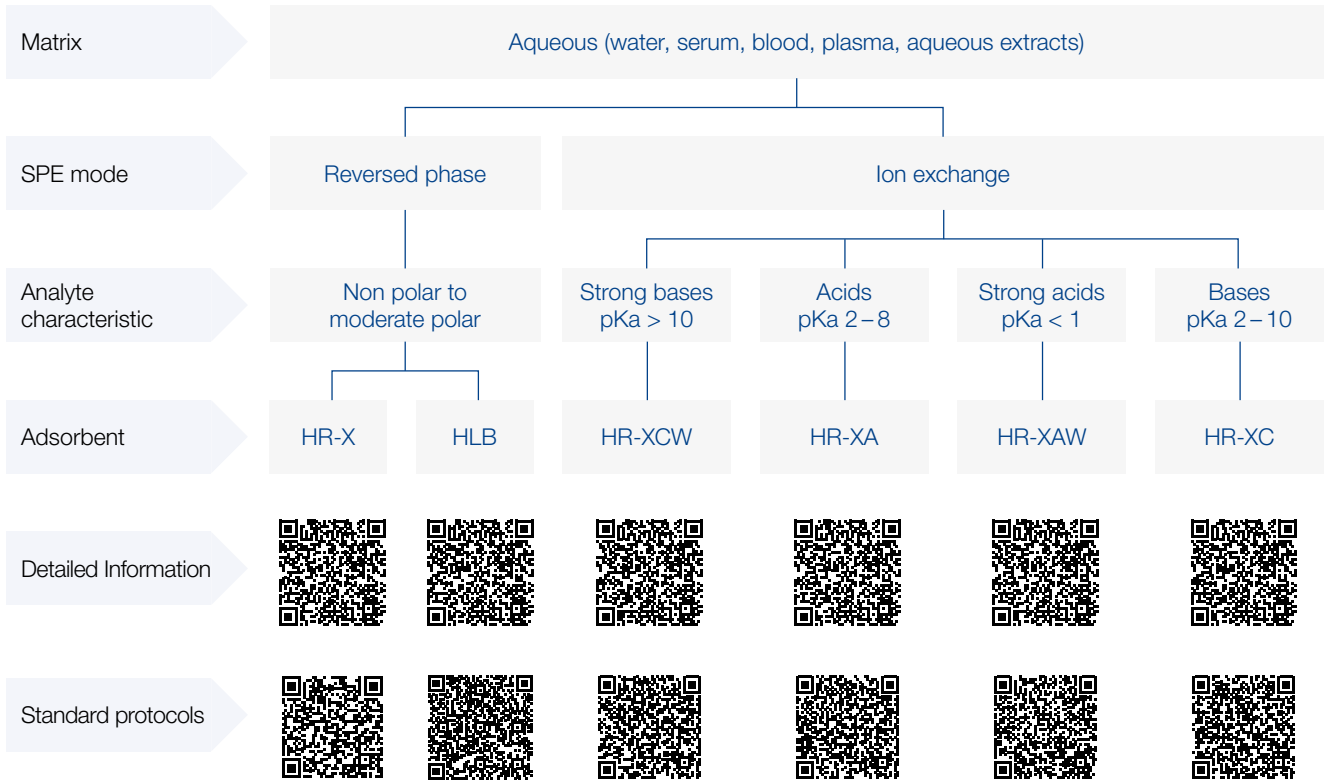 Matrix
Aqueous (water, serum, blood, plasma, aqueous extracts)
SPE mode
Reversed phase
Ion exchange
Analyte
characteristic
Non polar to
moderate polar
Strong bases
pKa > 10
Acids
pKa 2 – 8
Strong acids
pKa < 1
Bases
pKa 2 – 10
Adsorbent
HR-X
HLB
HR-XCW
HR-XA
HR-XAW
HR-XC
Detailed Information
Standard protocols